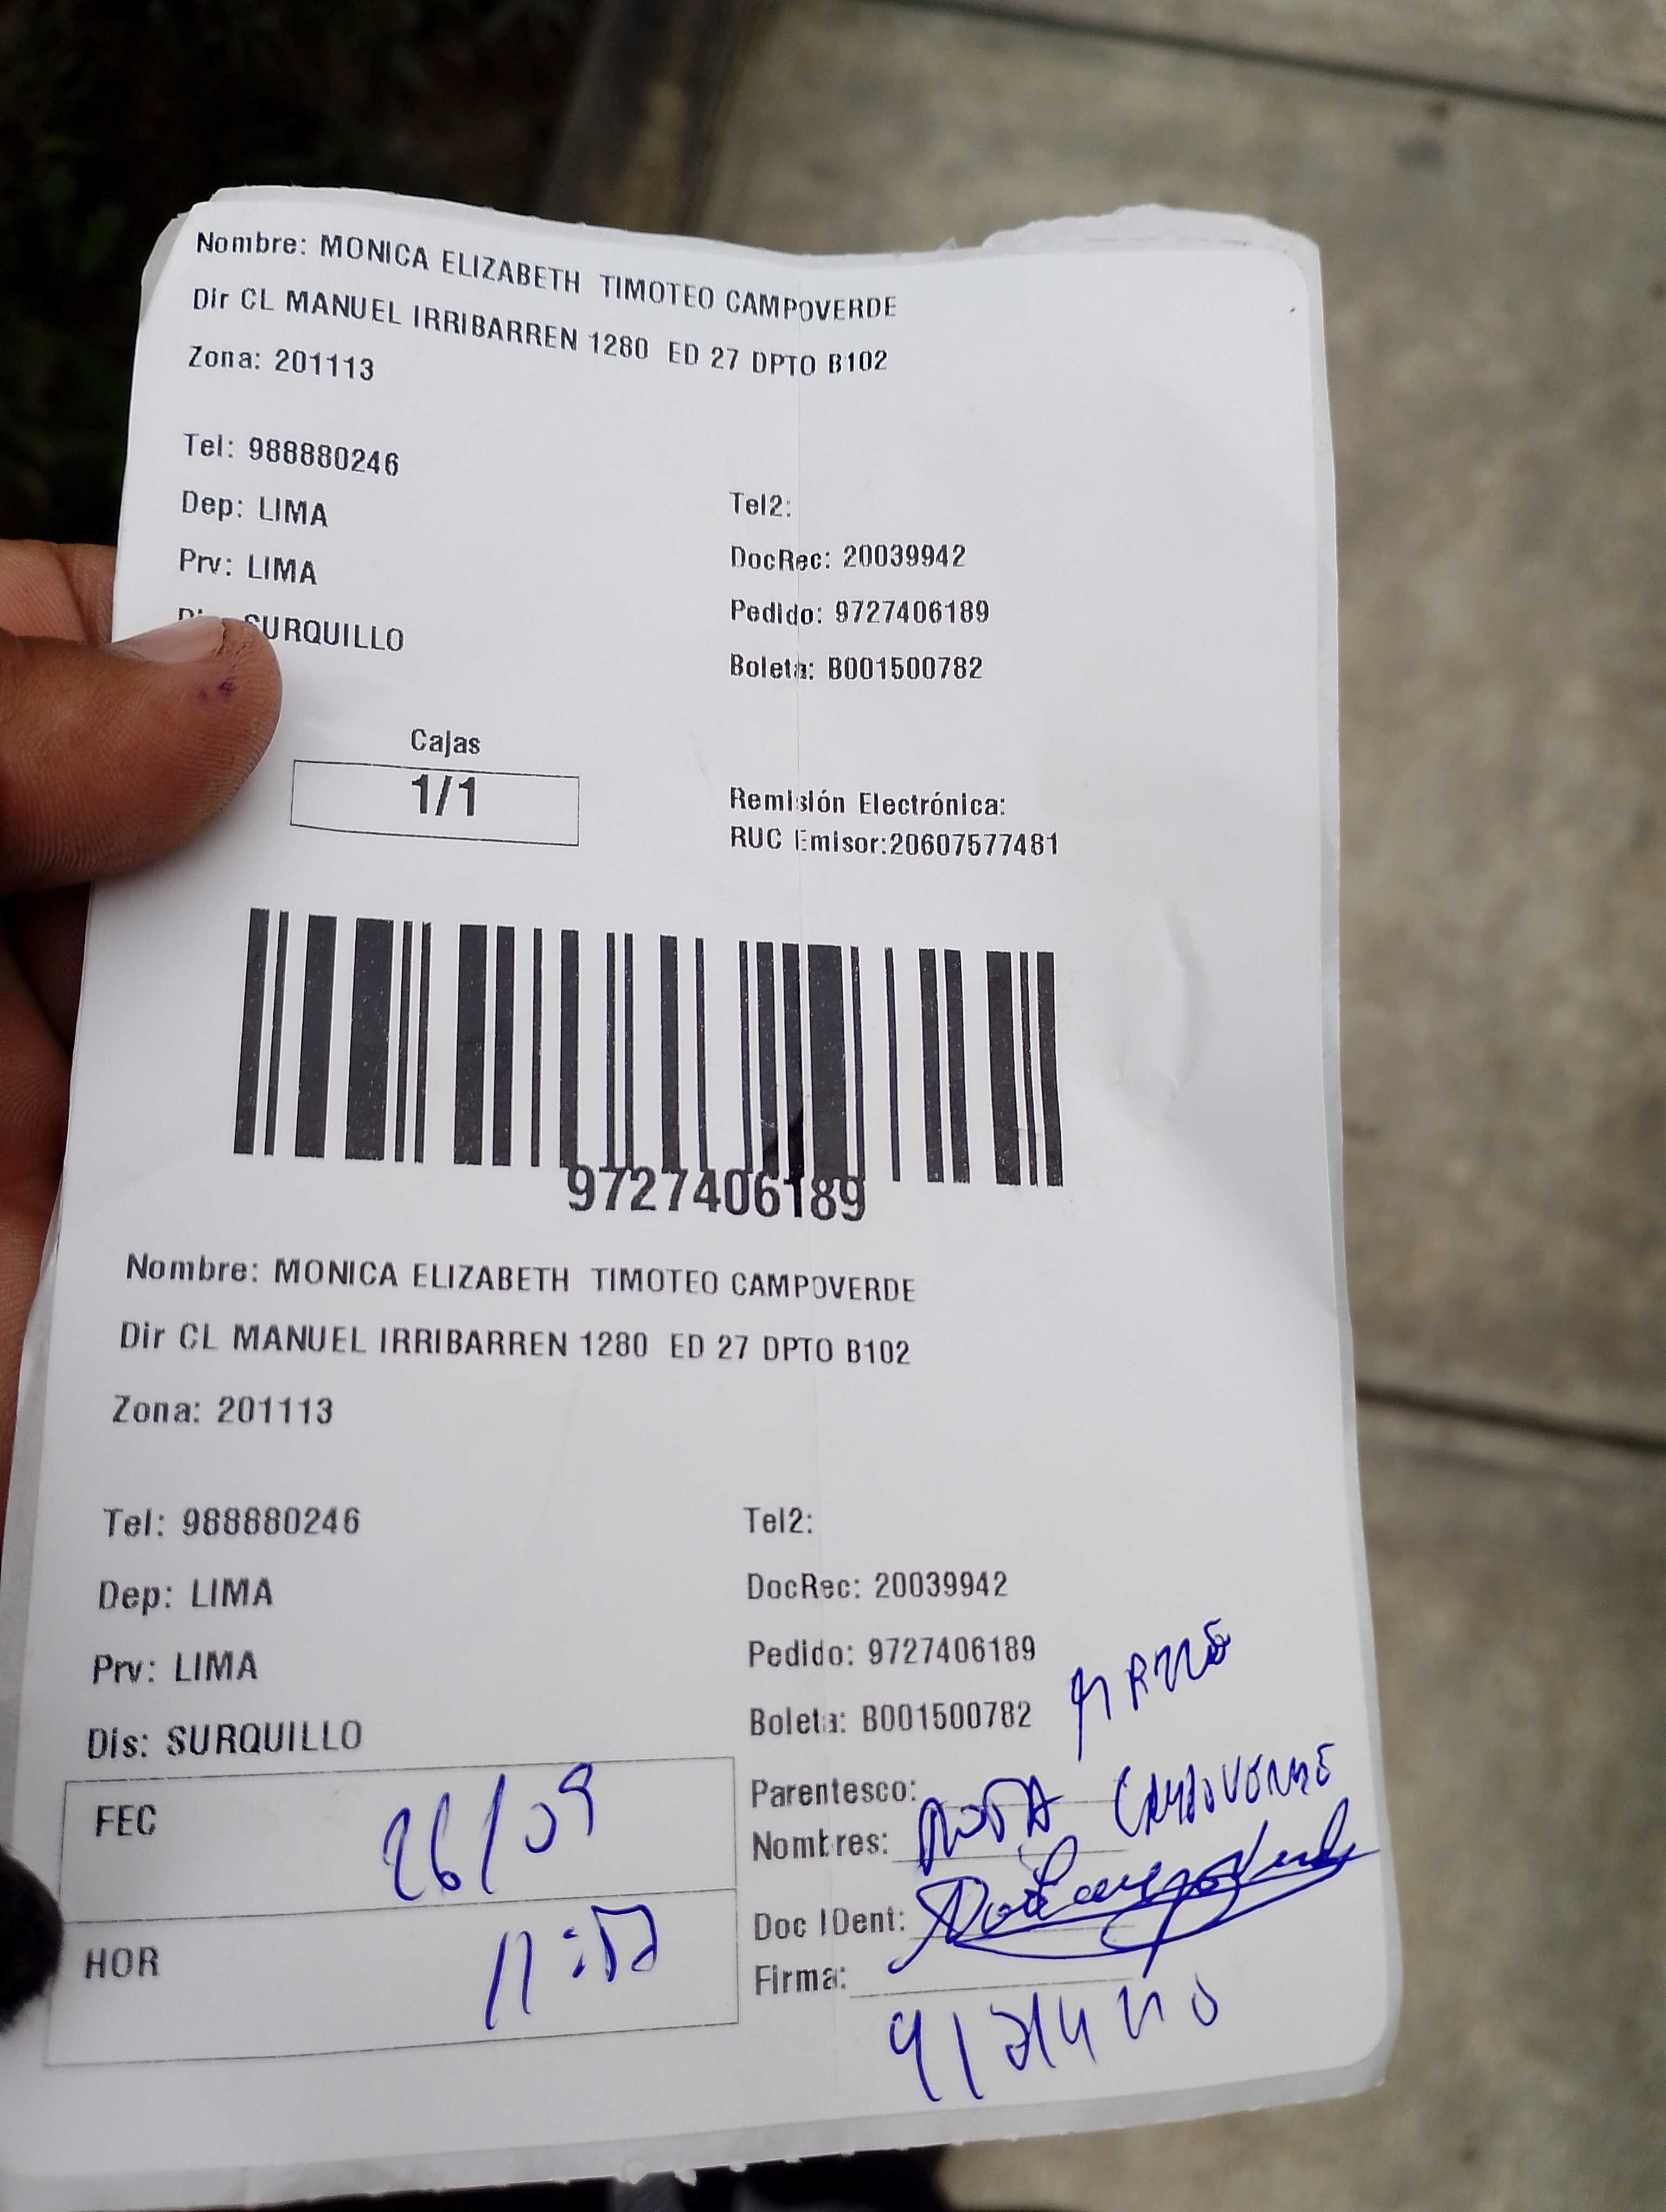 Nombre: MONICA ELIZABETH TIMOTEO CAMPOVERDE
Dir CL MANUEL IRRIBARREN 1280 ED 27 DPTO B102
Zona: 201113
Tel: 988880246
Tel2:
Dep: LIMA
DocRec: 20039942
Prv: LIMA
Pedido: 9727406189
SURQUILLO
Boleta: B001500782
Cajas
1/1
Remisión Electrónica:
RUC Emisor:20607577481
9727406189
Nombre: MONICA ELIZABETH TIMOTEO CAMPOVERDE
Dir CL MANUEL IRRIBARREN 1280 ED 27 DPTO B102
Zona: 201113
Tel: 988880246
Tel2:
Dep: LIMA
DocRec: 20039942
Prv: LIMA
Pedido: 9727406189
Dis: SURQUILLO
Boleta: B001500782
FEC 26/09
Parentesco:
Nombres: CAMPOVERDE
HOR
Doc IDent:
Firma: